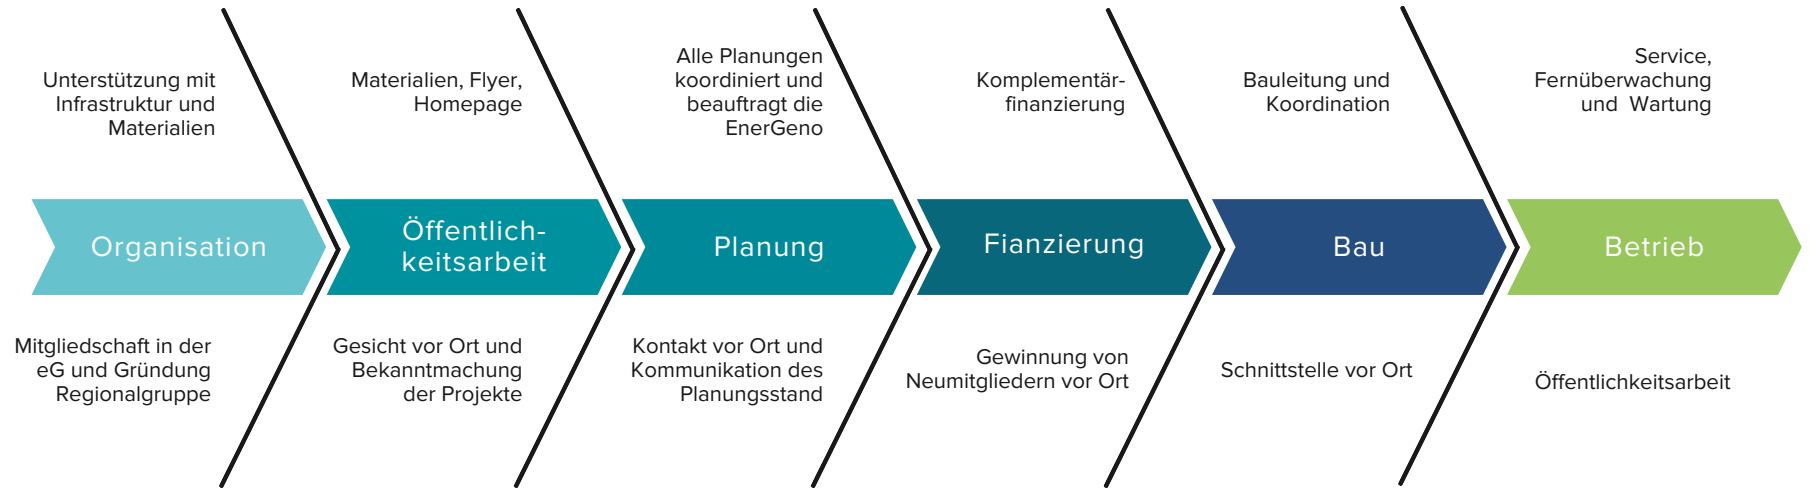 Unterstützung mit
Infrastruktur und
Materialien
Materialien, Flyer,
Homepage
Alle Planungen
koordiniert und
beauftragt die
EnerGeno
Komplementär-
finanzierung
Bauleitung und
Koordination
Service,
Fernüberwachung
und Wartung
Organisation
Öffentlich-
keitsarbeit
Planung
Fianzierung
Bau
Betrieb
Mitgliedschaft in der
eG und Gründung
Regionalgruppe
Gesicht vor Ort und
Bekanntmachung
der Projekte
Kontakt vor Ort und
Kommunikation des
Planungsstand
Gewinnung von
Neumitgliedern vor Ort
Schnittstelle vor Ort
Öffentlichkeitsarbeit